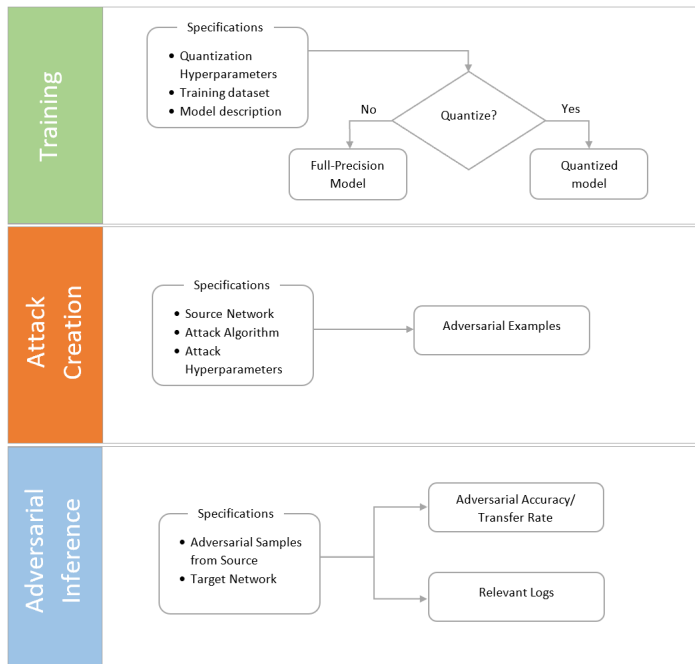 Training
Specifications
• Quantization
Hyperparameters
• Training dataset
• Model description
Quantize?
No
Yes
Full-Precision
Model
Quantized
model
Attack
Creation
Specifications
• Source Network
• Attack Algorithm
• Attack
Hyperparameters
Adversarial Examples
Adversarial
Inference
Specifications
• Adversarial Samples
from Source
• Target Network
Adversarial Accuracy/
Transfer Rate
Relevant Logs